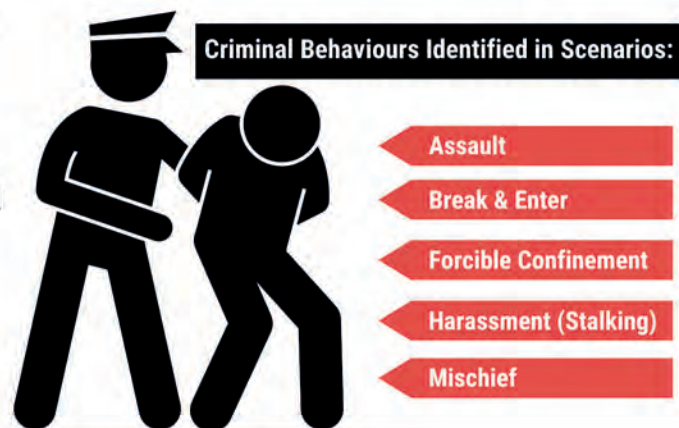 Criminal Behaviours Identified in Scenarios:
Assault
Break & Enter
Forcible Confinement
Harassment (Stalking)
Mischief